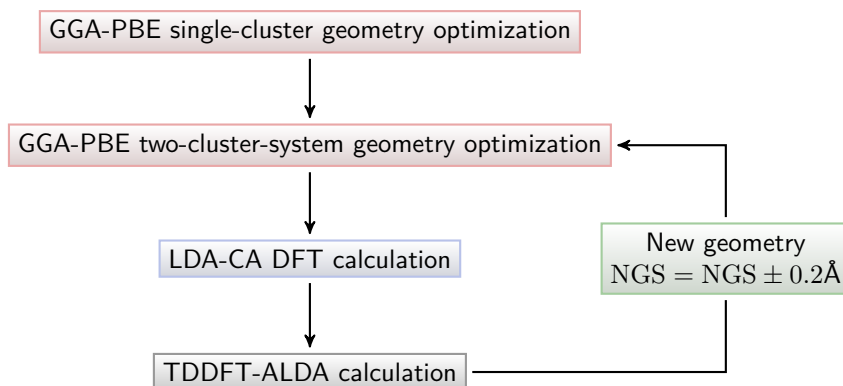 GGA-PBE single-cluster geometry optimization
GGA-PBE two-cluster-system geometry optimization
New geometry
NGS = NGS ± 0.2Å
LDA-CA DFT calculation
TDDFT-ALDA calculation